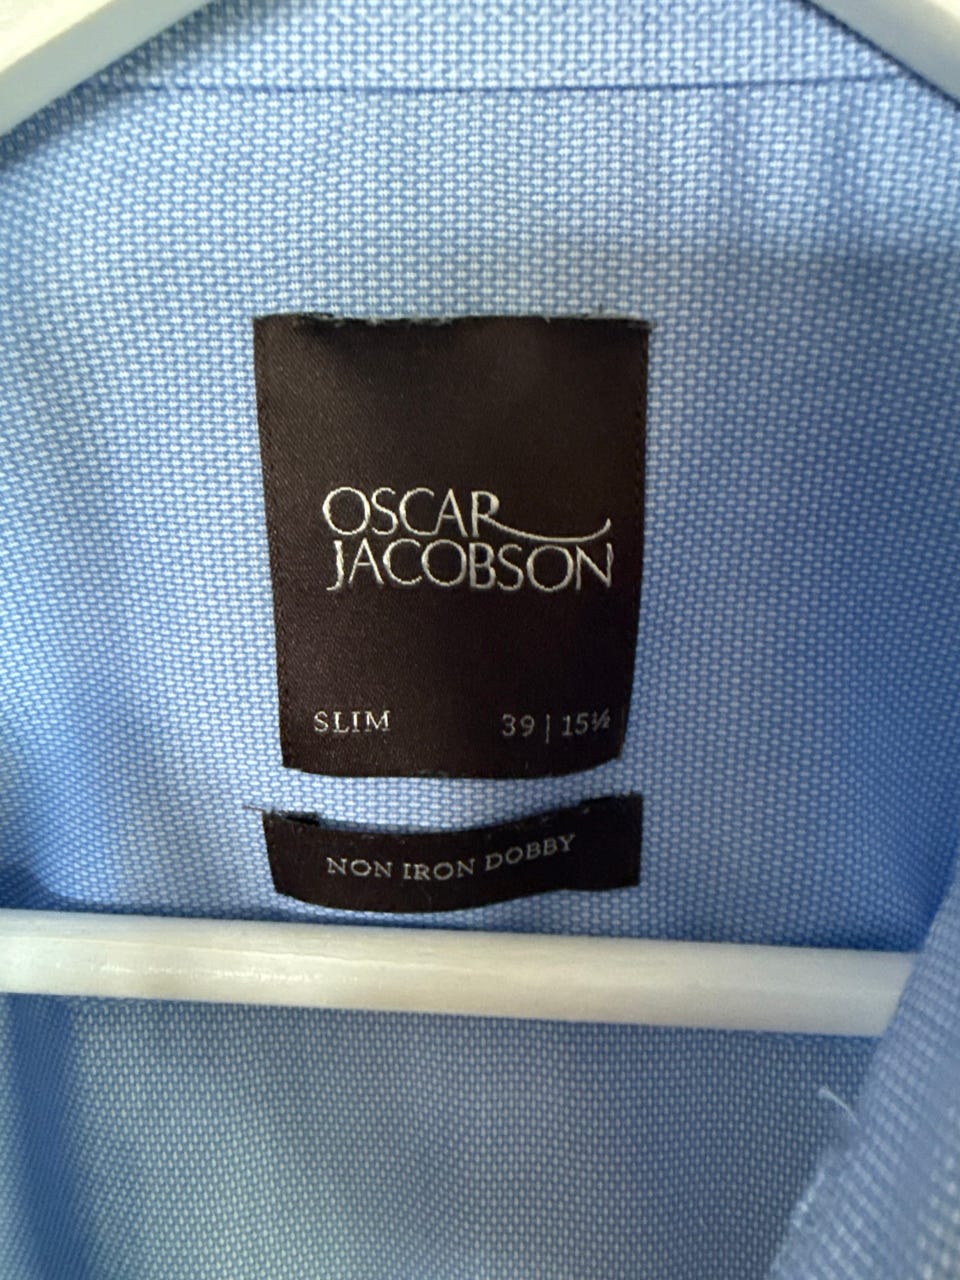 OSCAR
JACOBSON
SLIM 39 | 15½
NON IRON DOBBY